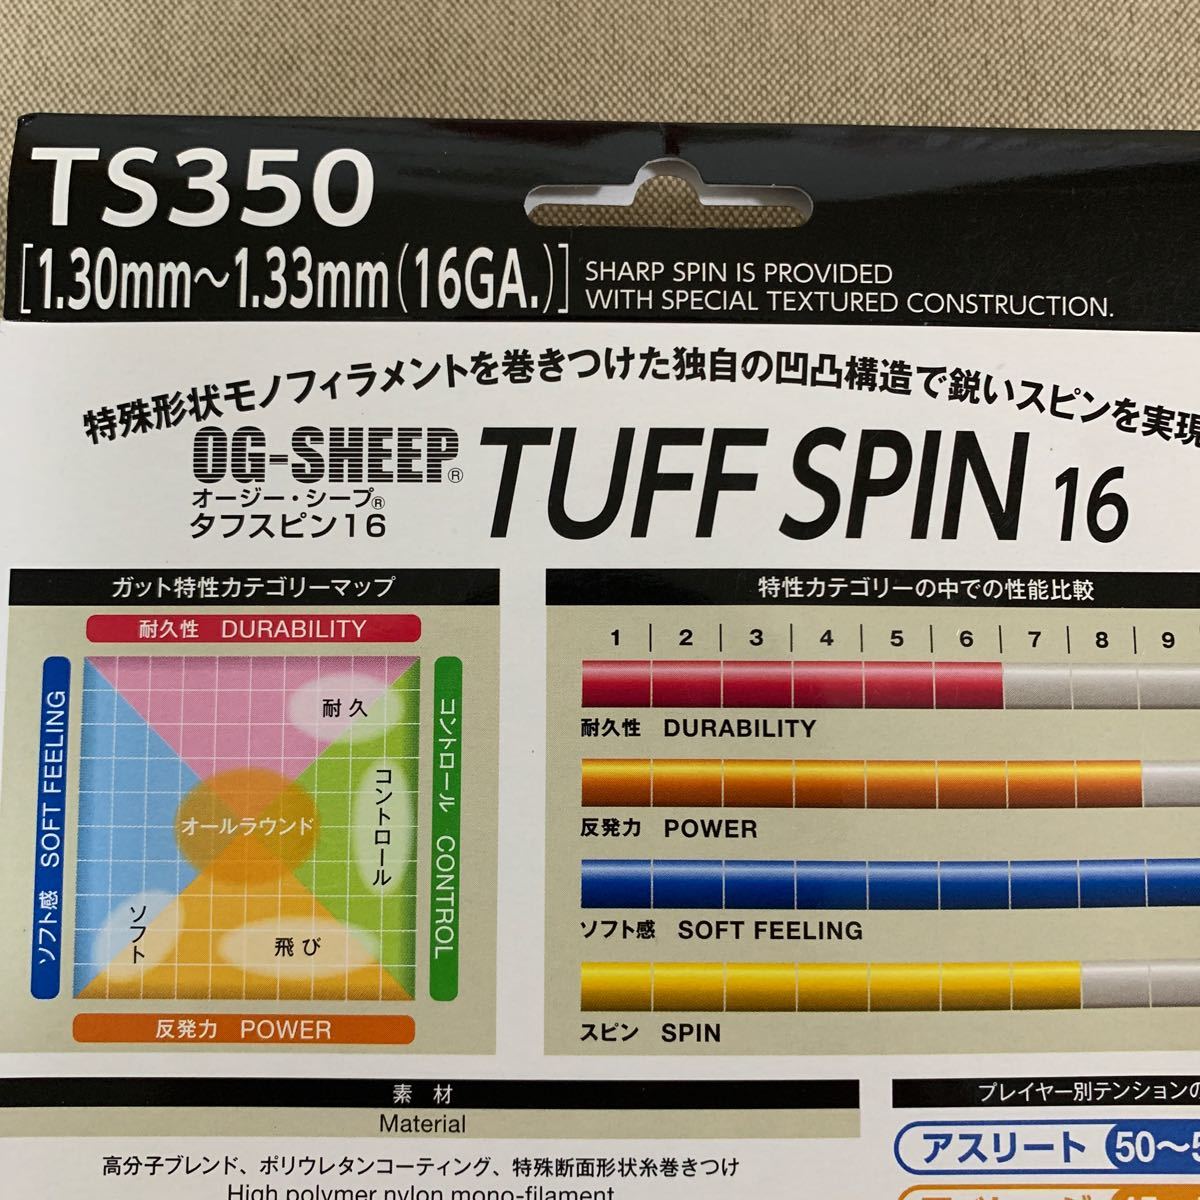 TS350
[1.30mm～1.33mm(16GA.)]
SHARP SPIN IS PROVIDED
WITH SPECIAL TEXTURED CONSTRUCTION.
特殊形状モノフィラメントを巻きつけた独自の凹凸構造で鋭いスピンを実現
OG-SHEEP®
オージー・シープ®
タフスピン16
TUFF SPIN 16
ガット特性カテゴリーマップ
耐久性 DURABILITY
ソフト感 SOFT FEELING
コントロール CONTROL
耐久
コントロール
オールラウンド
ソフト
飛び
反発力 POWER
特性カテゴリーの中での性能比較
1 | 2 | 3 | 4 | 5 | 6 | 7 | 8 | 9
耐久性 DURABILITY
反発力 POWER
ソフト感 SOFT FEELING
スピン SPIN
素材
Material
高分子ブレンド、ポリウレタンコーティング、特殊断面形状糸巻きつけ
High polymer nylon mono-filament
プレイヤー別テンションの
アスリート 50～5